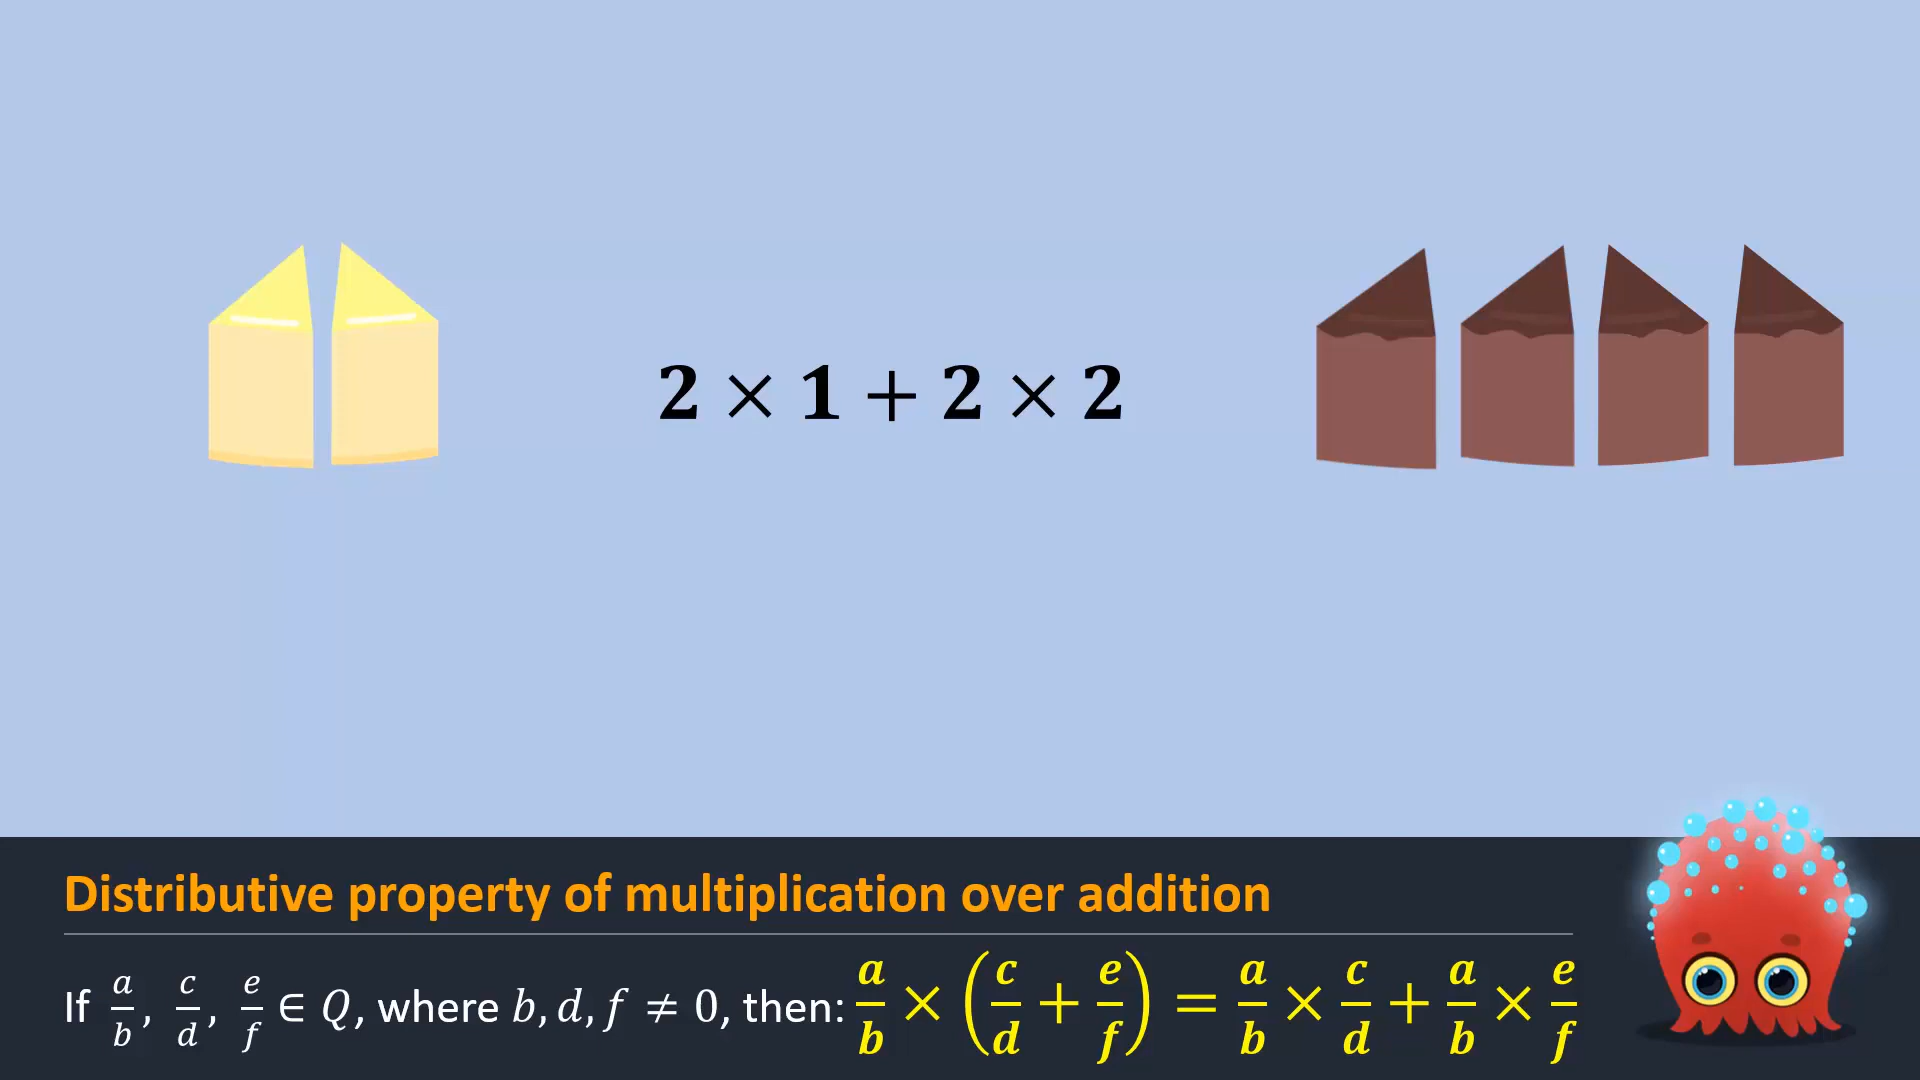 2 × 1 + 2 × 2
Distributive property of multiplication over addition
If a/b, c/d, e/f ∈ Q, where b, d, f ≠ 0, then: a/b × (c/d + e/f) = a/b × c/d + a/b × e/f